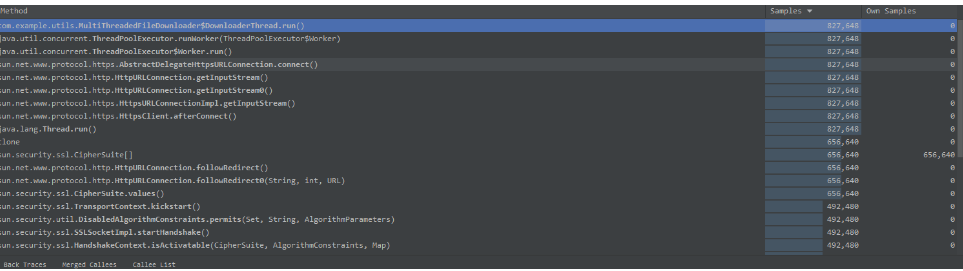 Method Samples Own Samples
com.example.utils.MultiThreadedFileDownloader$DownloaderThread.run() 827,648 0
java.util.concurrent.ThreadPoolExecutor.runWorker(ThreadPoolExecutor$Worker) 827,648 0
java.util.concurrent.ThreadPoolExecutor$Worker.run() 827,648 0
sun.net.www.protocol.https.AbstractDelegateHttpsURLConnection.connect() 827,648 0
sun.net.www.protocol.http.HttpURLConnection.getInputStream() 827,648 0
sun.net.www.protocol.http.HttpURLConnection.getInputStream0() 827,648 0
sun.net.www.protocol.https.HttpsURLConnectionImpl.getInputStream() 827,648 0
sun.net.www.protocol.https.HttpsClient.afterConnect() 827,648 0
java.lang.Thread.run() 827,648 0
clone 656,640 0
sun.security.ssl.CipherSuite[] 656,640 656,640
sun.net.www.protocol.http.HttpURLConnection.followRedirect() 656,640 0
sun.net.www.protocol.http.HttpURLConnection.followRedirect0(String, int, URL) 656,640 0
sun.security.ssl.CipherSuite.values() 656,640 0
sun.security.ssl.TransportContext.kickstart() 492,480 0
sun.security.util.DisabledAlgorithmConstraints.permits(Set, String, AlgorithmParameters) 492,480 0
sun.security.ssl.SSLSocketImpl.startHandshake() 492,480 0
sun.security.ssl.HandshakeContext.isActivatable(CipherSuite, AlgorithmConstraints, Map) 492,480 0
Back Traces Merged Callees Callee List